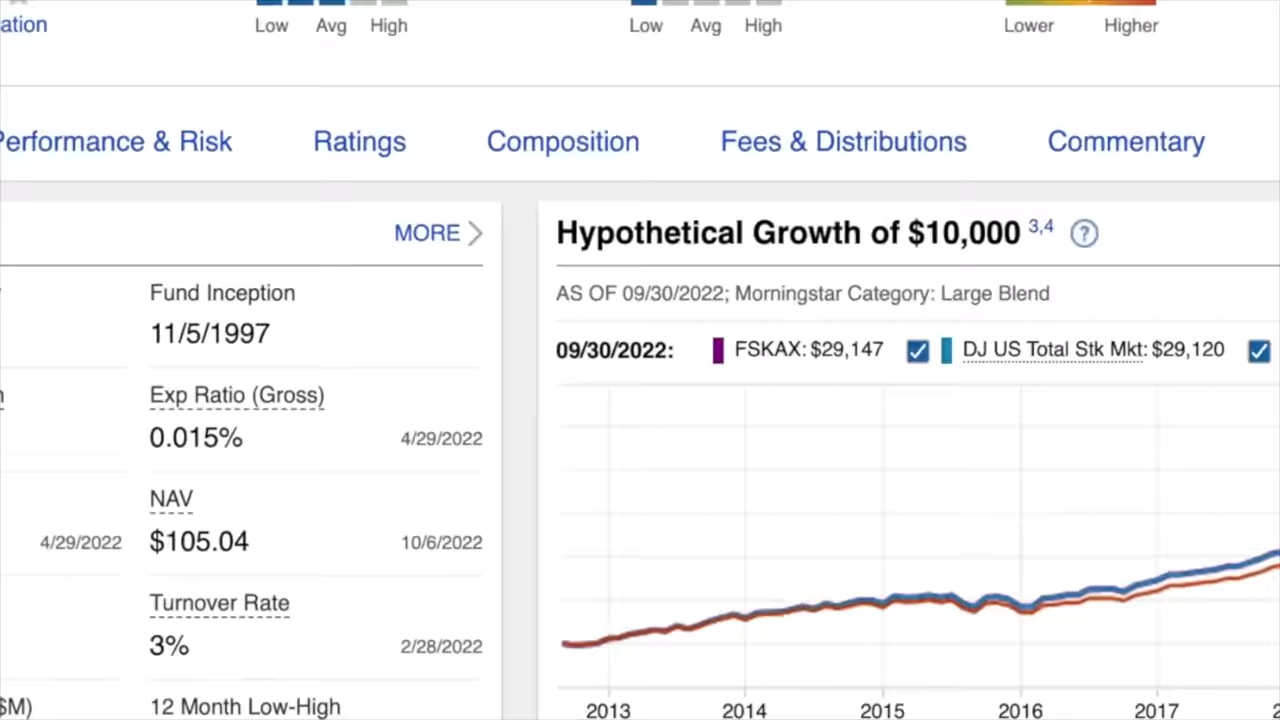 ation
Low Avg High
Low Avg High
Lower Higher
Performance & Risk Ratings Composition Fees & Distributions Commentary
MORE
Fund Inception
11/5/1997
Exp Ratio (Gross)
0.015% 4/29/2022
NAV
4/29/2022 $105.04 10/6/2022
Turnover Rate
3% 2/28/2022
$M) 12 Month Low-High
Hypothetical Growth of $10,000 3,4 ?
AS OF 09/30/2022; Morningstar Category: Large Blend
09/30/2022: FSKAX: $29,147 DJ US Total Stk Mkt: $29,120
2013 2014 2015 2016 2017